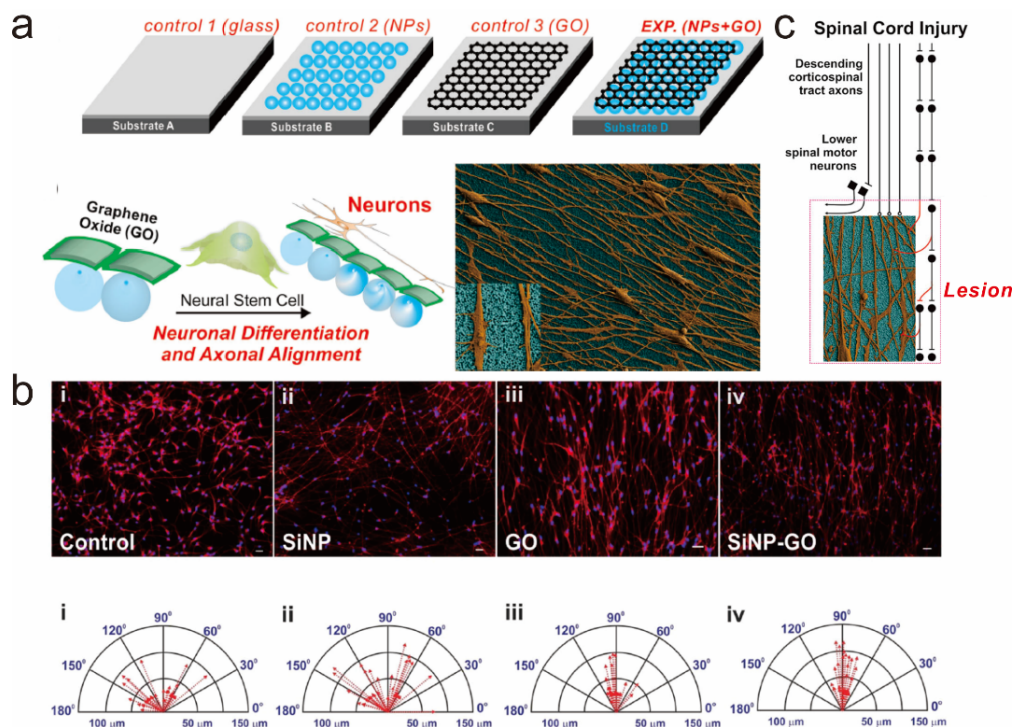 a
control 1 (glass)
control 2 (NPs)
control 3 (GO)
EXP. (NPs+GO)
Substrate A
Substrate B
Substrate C
Substrate D
Graphene
Oxide (GO)
Neurons
Neural Stem Cell
Neuronal Differentiation
and Axonal Alignment
c
Spinal Cord Injury
Descending
corticospinal
tract axons
Lower
spinal motor
neurons
Lesion
b
i
Control
ii
SiNP
iii
GO
iv
SiNP-GO
i
90°
120°
60°
150°
30°
180°
0°
100 µm
50 µm
150 µm
ii
90°
120°
60°
150°
30°
180°
0°
100 µm
50 µm
150 µm
iii
90°
120°
60°
150°
30°
180°
0°
100 µm
50 µm
150 µm
iv
90°
120°
60°
150°
30°
180°
0°
100 µm
50 µm
150 µm